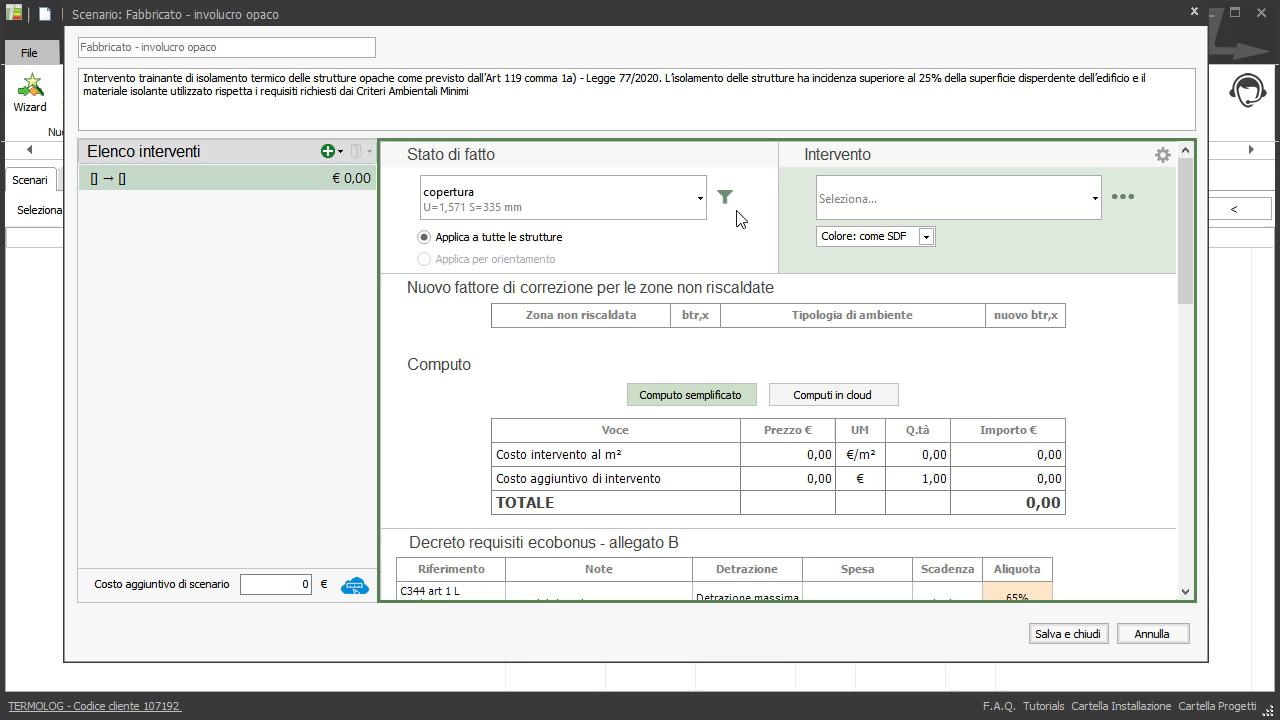 Scenario: Fabbricato - involucro opaco
File
Wizard
Scenari
Fabbricato - involucro opaco
Intervento trainante di isolamento termico delle strutture opache come previsto dall'Art 119 comma 1a) - Legge 77/2020. L'isolamento delle strutture ha incidenza superiore al 25% della superficie disperdente dell'edificio e il
materiale isolante utilizzato rispetta i requisiti richiesti dai Criteri Ambientali Minimi
Elenco interventi
[] → []
€ 0,00
Stato di fatto
copertura
U=1,571 S=335 mm
Applica a tutte le strutture
Applica per orientamento
Intervento
Seleziona...
Colore: come SDF
Nuovo fattore di correzione per le zone non riscaldate
Zona non riscaldata btr,x Tipologia di ambiente nuovo btr,x
Computo
Computo semplificato
Computi in cloud
Voce Prezzo € UM Q.tà Importo €
Costo intervento al m² 0,00 €/m² 0,00 0,00
Costo aggiuntivo di intervento 0,00 € 1,00 0,00
TOTALE 0,00
Decreto requisiti ecobonus - allegato B
Riferimento Note Detrazione Spesa Scadenza Aliquota
C344 art 1 L
Detrazione massima
65%
Costo aggiuntivo di scenario 0 €
Salva e chiudi
Annulla
TERMOLOG - Codice cliente 107192
F.A.Q. Tutorials Cartella Installazione Cartella Progetti